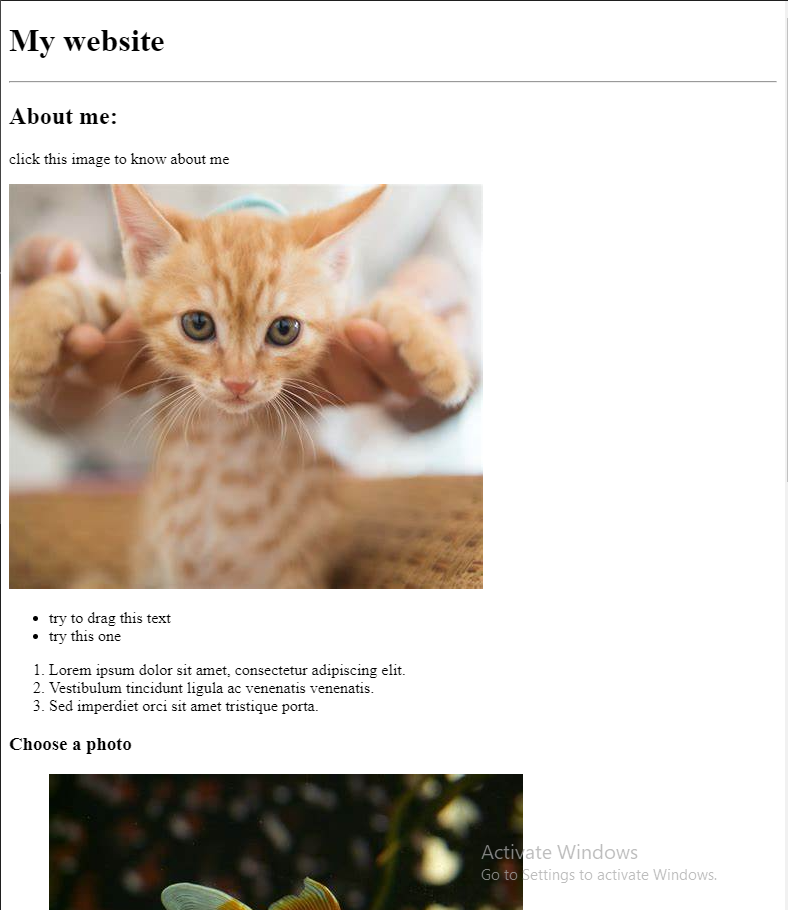 My website
About me:
click this image to know about me
• try to drag this text
• try this one
1. Lorem ipsum dolor sit amet, consectetur adipiscing elit.
2. Vestibulum tincidunt ligula ac venenatis venenatis.
3. Sed imperdiet orci sit amet tristique porta.
Choose a photo
Activate Windows
Go to Settings to activate Windows.